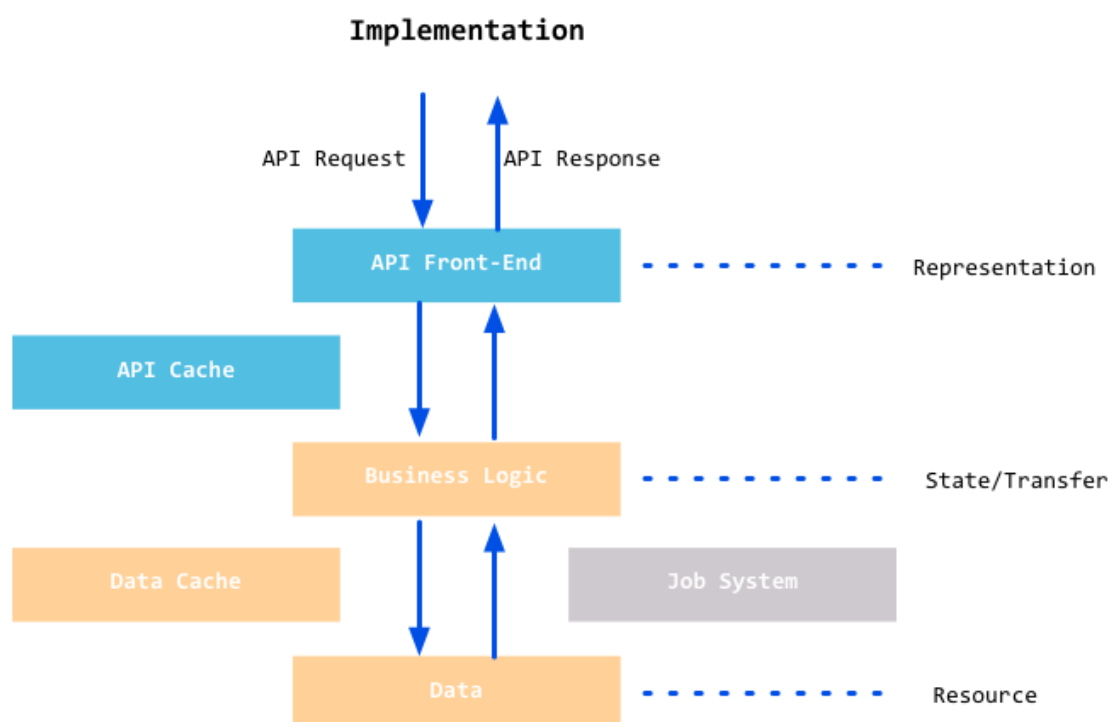 Implementation
API Request
API Response
API Front-End
Representation
API Cache
Business Logic
State/Transfer
Data Cache
Job System
Data
Resource